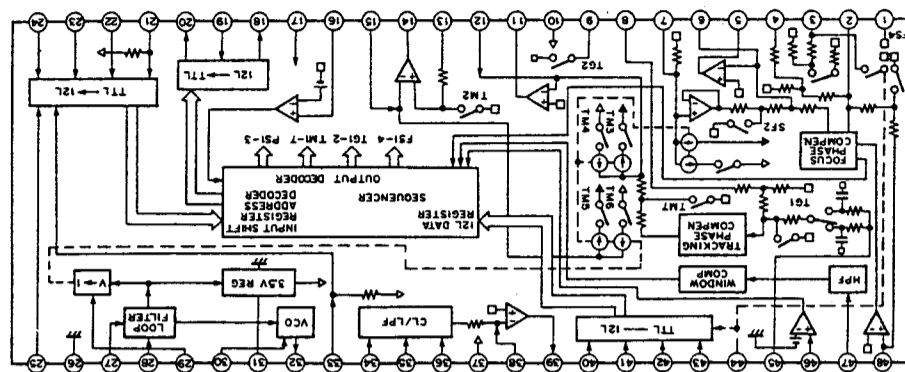 48 47 46 45 44 43 42 41 40 39 38 37 36 35 34 33 32 31 30 29 28 27 26 25
HPF
WINDOW
COMP
TTL → I2L
CL/LPF
VCO
LOOP
FILTER
3.5V REG
V → I
TG1
TRACKING
PHASE
COMPEN
TM7
TM6
TM5
TM3
TM4
I2L DATA
REGISTER
INPUT SHIFT
REGISTER
ADDRESS
DECODER
SEQUENCER
OUTPUT DECODER
FS1-4
TG1-2
TM1-7
PS1-3
FOCUS
PHASE
COMPEN
SF2
FS4
TG2
TM2
I2L → TTL
TTL → I2L
1 2 3 4 5 6 7 8 9 10 11 12 13 14 15 16 17 18 19 20 21 22 23 24